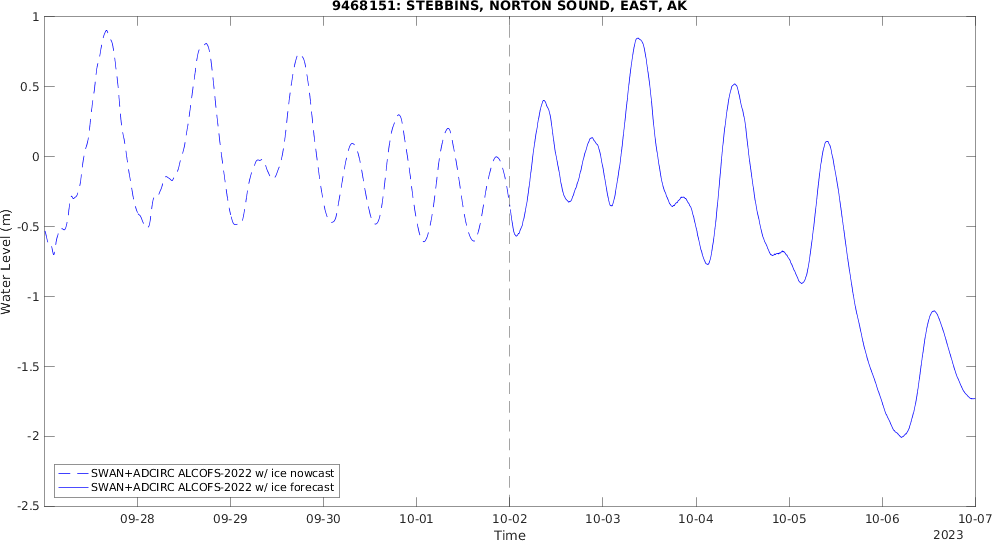 9468151: STEBBINS, NORTON SOUND, EAST, AK
Water Level (m)
1
0.5
0
-0.5
-1
-1.5
-2
-2.5
SWAN+ADCIRC ALCOFS-2022 w/ ice nowcast
SWAN+ADCIRC ALCOFS-2022 w/ ice forecast
09-28 09-29 09-30 10-01 10-02 10-03 10-04 10-05 10-06 10-07
Time
2023